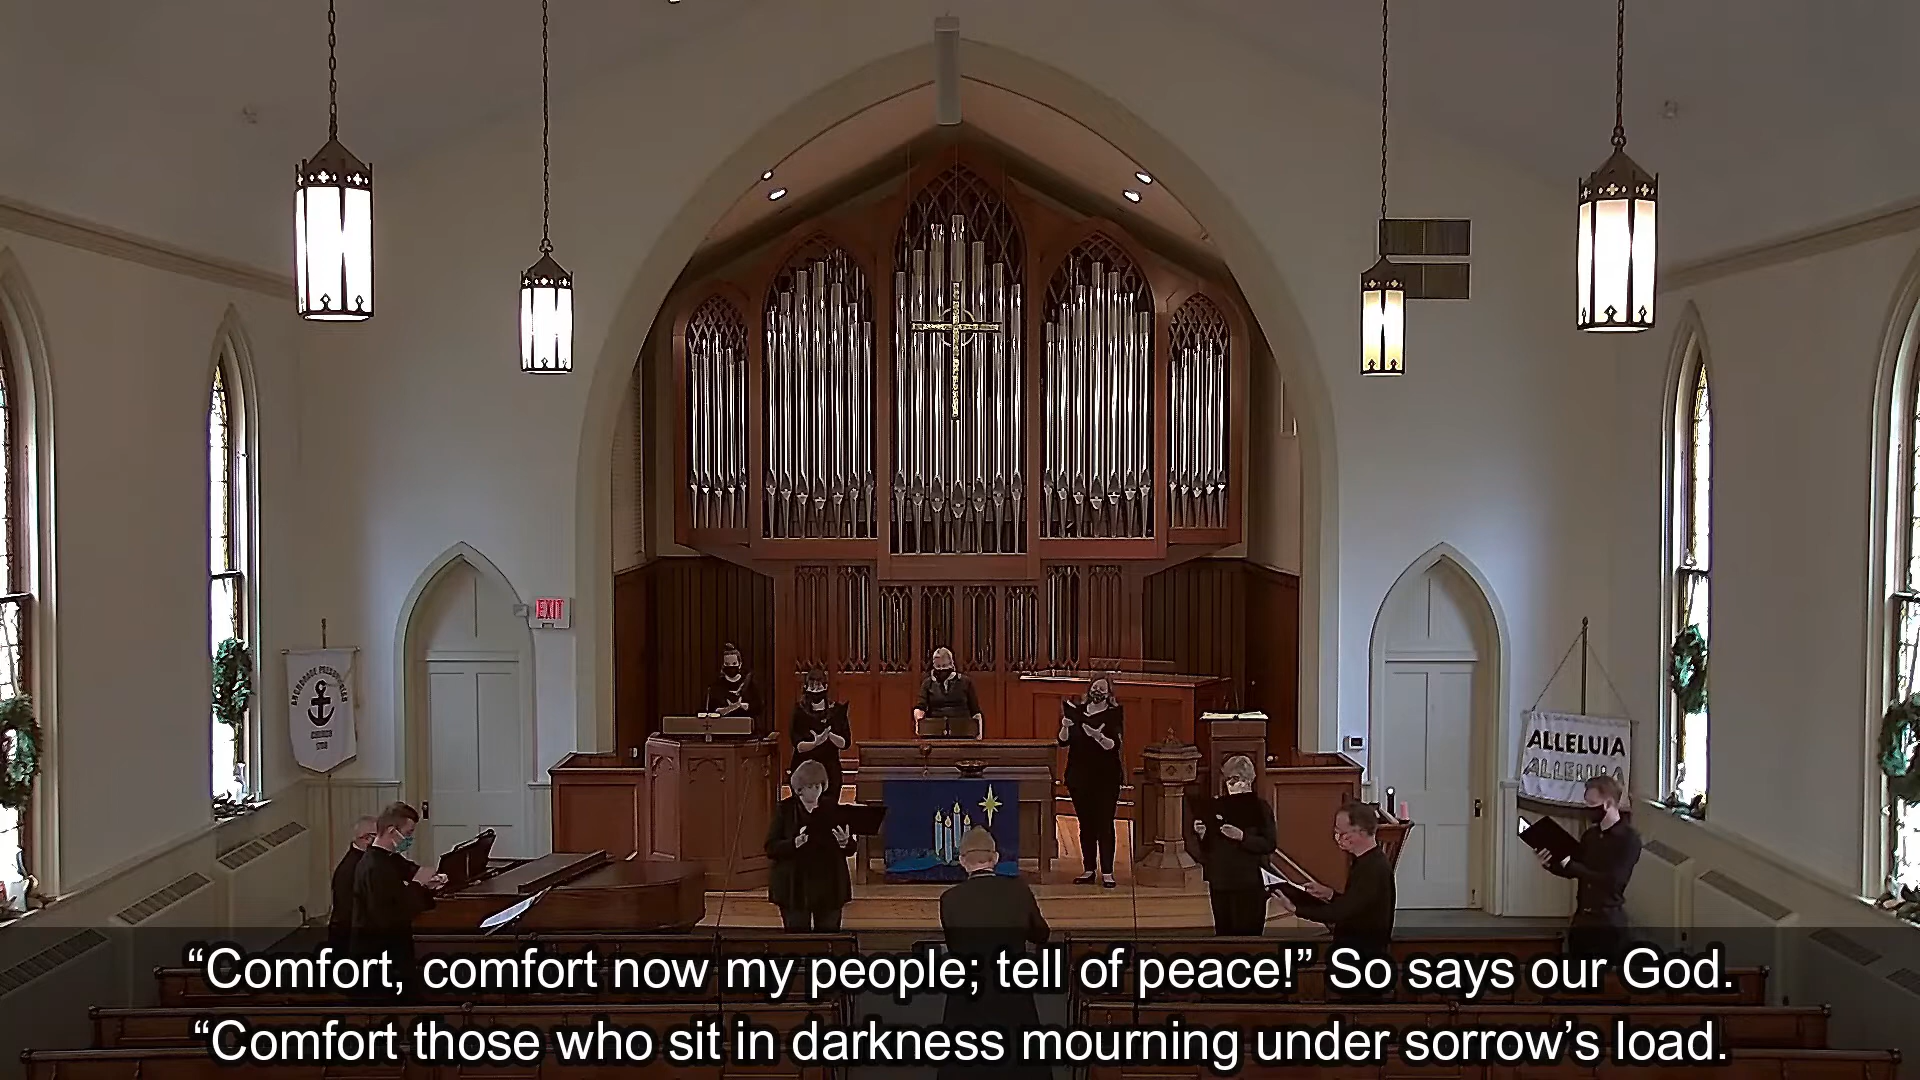 EXIT
CHURCH
ALLELUIA
ALLELUIA
“Comfort, comfort now my people; tell of peace!” So says our God.
“Comfort those who sit in darkness mourning under sorrow’s load.